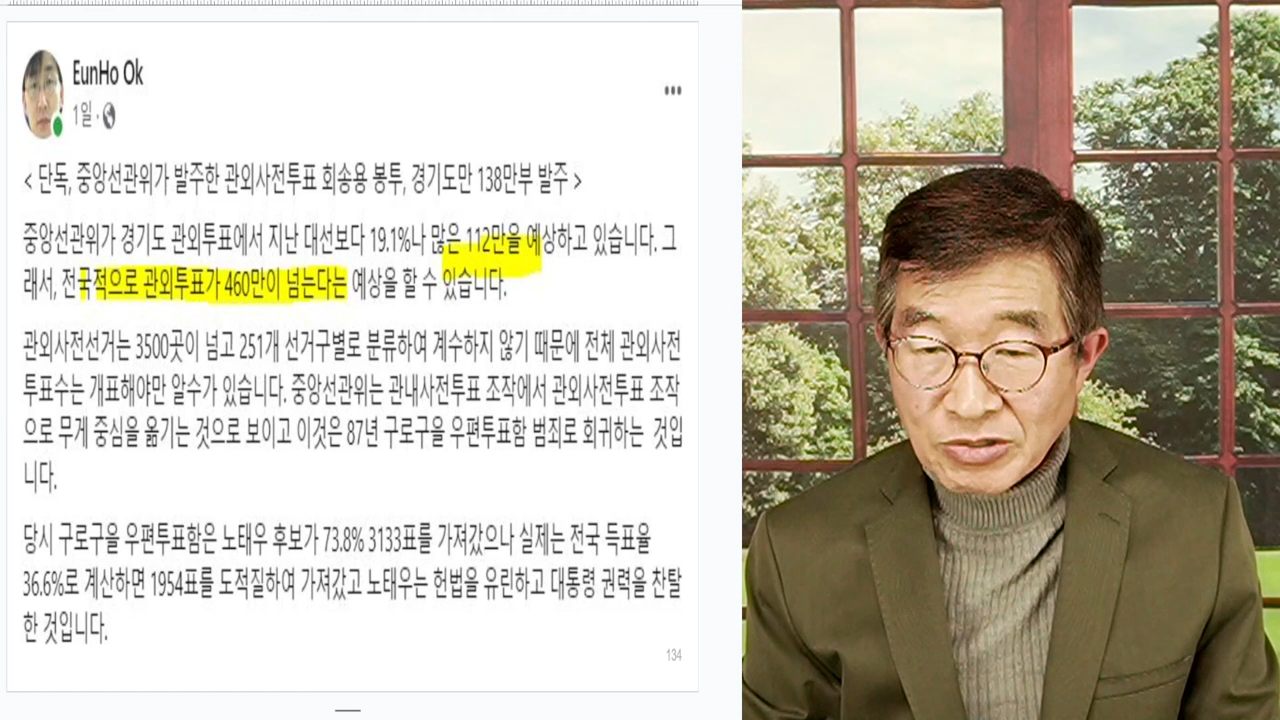 EunHo Ok
1일 ·
< 단독, 중앙선관위가 발주한 관외사전투표 회송용 봉투, 경기도만 138만부 발주 >
중앙선관위가 경기도 관외투표에서 지난 대선보다 19.1%나 많은 112만을 예상하고 있습니다. 그
래서, 전국적으로 관외투표가 460만이 넘는다는 예상을 할 수 있습니다.
관외사전선거는 3500곳이 넘고 251개 선거구별로 분류하여 계수하지 않기 때문에 전체 관외사전
투표수는 개표해야만 알수가 있습니다. 중앙선관위는 관내사전투표 조작에서 관외사전투표 조작
으로 무게 중심을 옮기는 것으로 보이고 이것은 87년 구로구을 우편투표함 범죄로 회귀하는 것입
니다.
당시 구로구을 우편투표함은 노태우 후보가 73.8% 3133표를 가져갔으나 실제는 전국 득표율
36.6%로 계산하면 1954표를 도적질하여 가져갔고 노태우는 헌법을 유린하고 대통령 권력을 찬탈
한 것입니다.
134